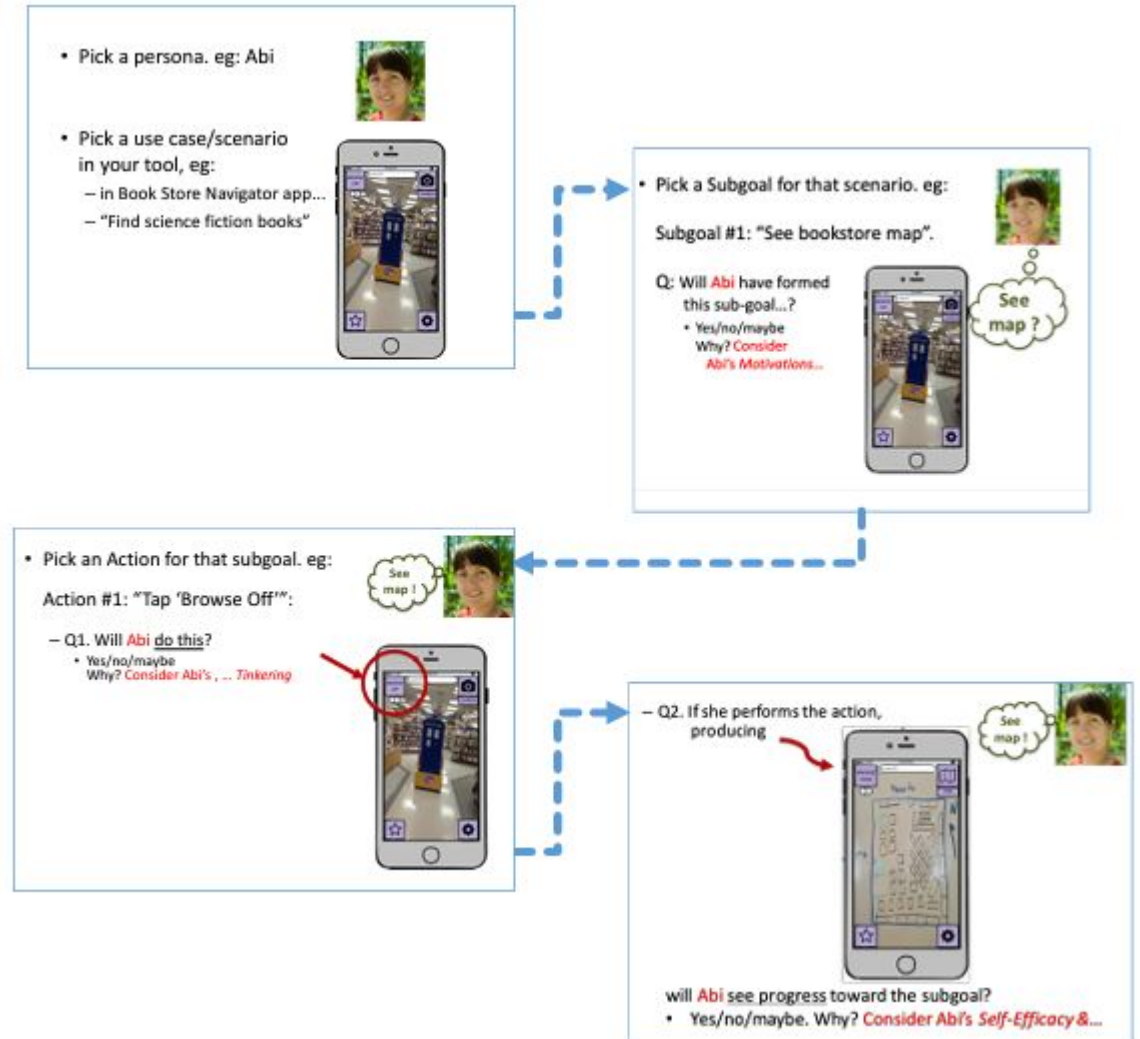 • Pick a persona. eg: Abi
• Pick a use case/scenario
in your tool, eg:
– in Book Store Navigator app...
– "Find science fiction books"
• Pick a Subgoal for that scenario. eg:
Subgoal #1: "See bookstore map".
Q: Will Abi have formed
this sub-goal...?
• Yes/no/maybe
Why? Consider
Abi's Motivations...
See
map ?
• Pick an Action for that subgoal. eg:
Action #1: "Tap 'Browse Off'":
– Q1. Will Abi do this?
• Yes/no/maybe
Why? Consider Abi's , ... Tinkering
See
map !
– Q2. If she performs the action,
producing
See
map !
will Abi see progress toward the subgoal?
• Yes/no/maybe. Why? Consider Abi's Self-Efficacy &...